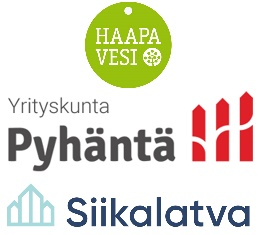 HAAPA
VESI
Yrityskunta
Pyhäntä
Siikalatva